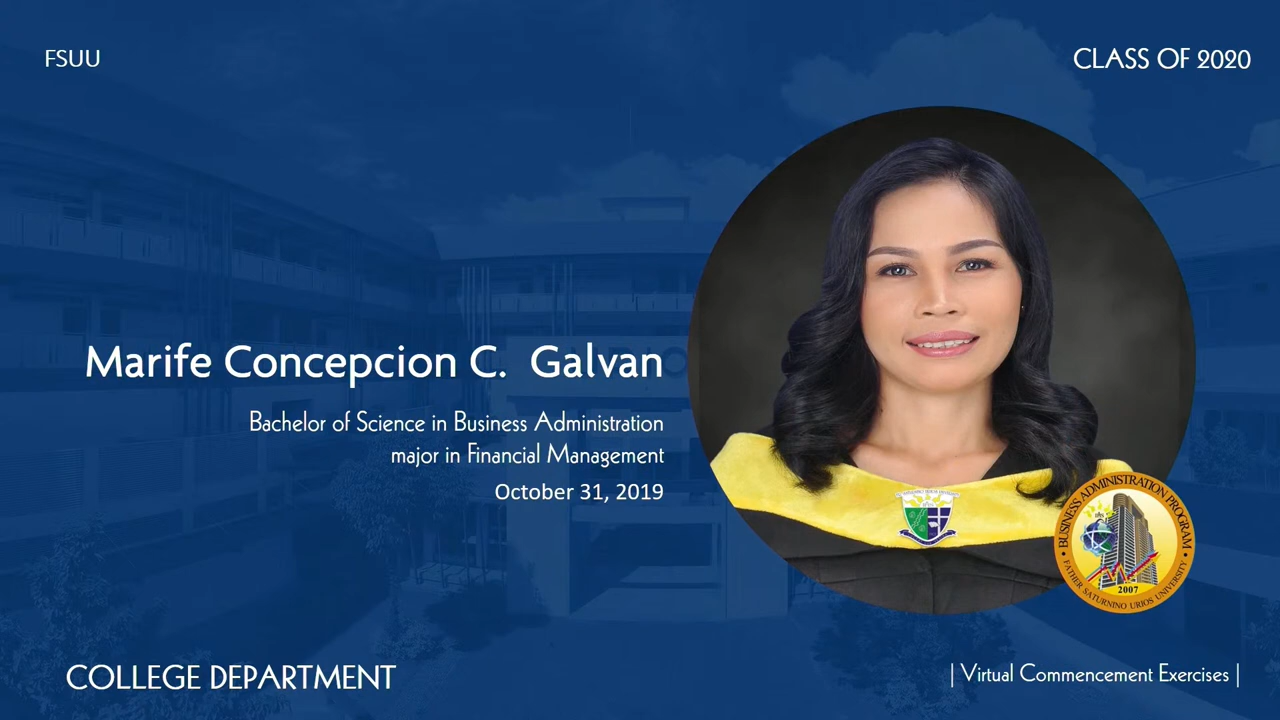 FSUU
CLASS OF 2020
Marife Concepcion C. Galvan
Bachelor of Science in Business Administration
major in Financial Management
October 31, 2019
BUSINESS ADMINISTRATION PROGRAM
FATHER SATURNINO URIOS UNIVERSITY
2007
COLLEGE DEPARTMENT
| Virtual Commencement Exercises |